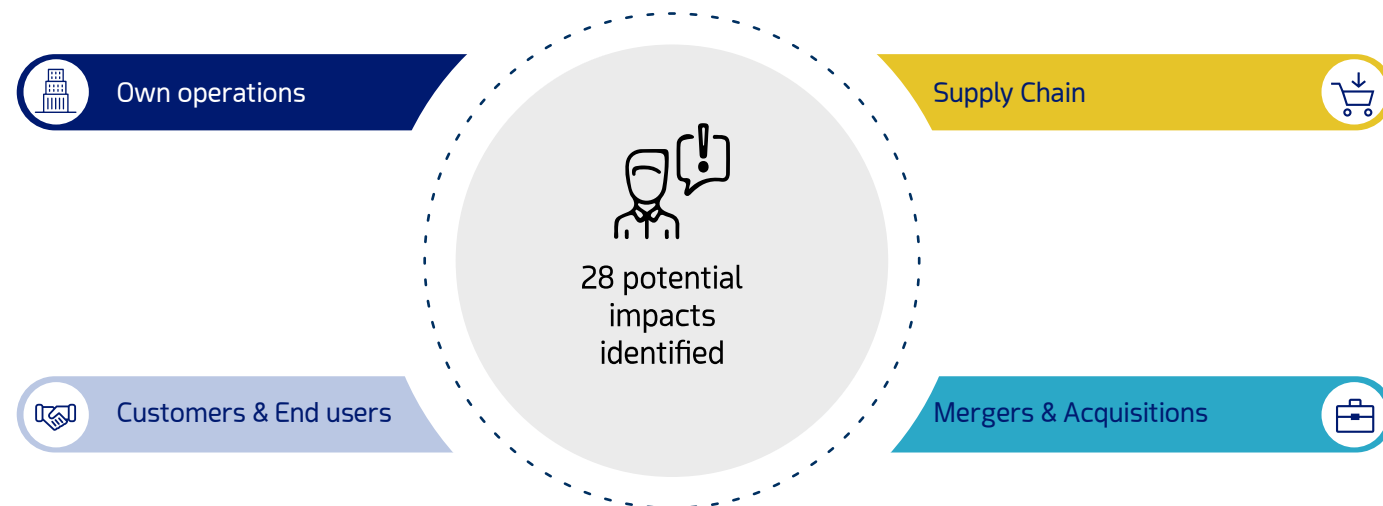 Own operations
Supply Chain
28 potential
impacts
identified
Customers & End users
Mergers & Acquisitions